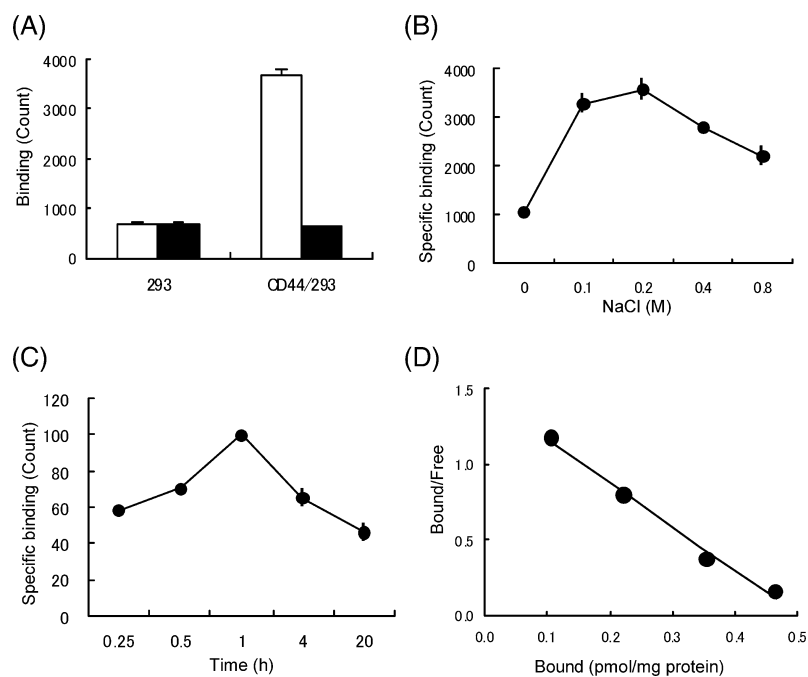 (A)
4000
3000
2000
1000
0
Binding (Count)
293 CD44/293
(B)
4000
3000
2000
1000
0
Specific binding (Count)
0 0.1 0.2 0.4 0.8
NaCl (M)
(C)
120
100
80
60
40
20
0
Specific binding (Count)
0.25 0.5 1 4 20
Time (h)
(D)
1.5
1.0
0.5
0.0
Bound/Free
0.0 0.1 0.2 0.3 0.4 0.5
Bound (pmol/mg protein)